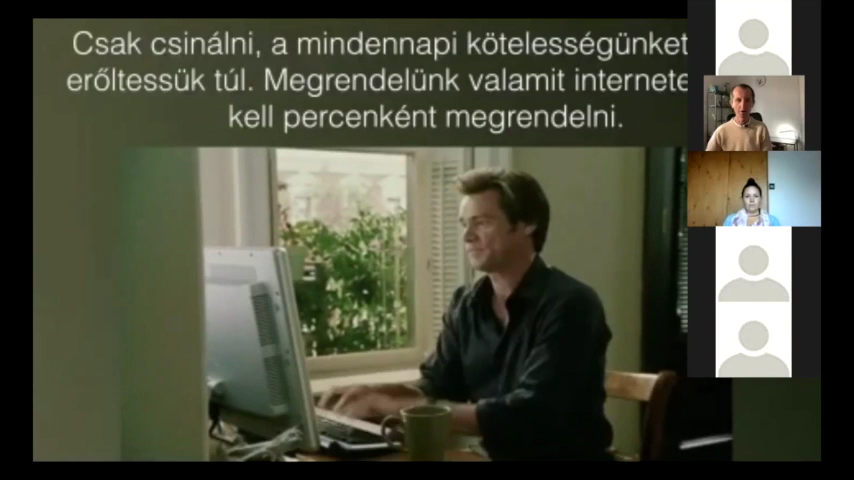 Csak csinálni, a mindennapi kötelességünket
erőltessük túl. Megrendelünk valamit internete
kell percenként megrendelni.